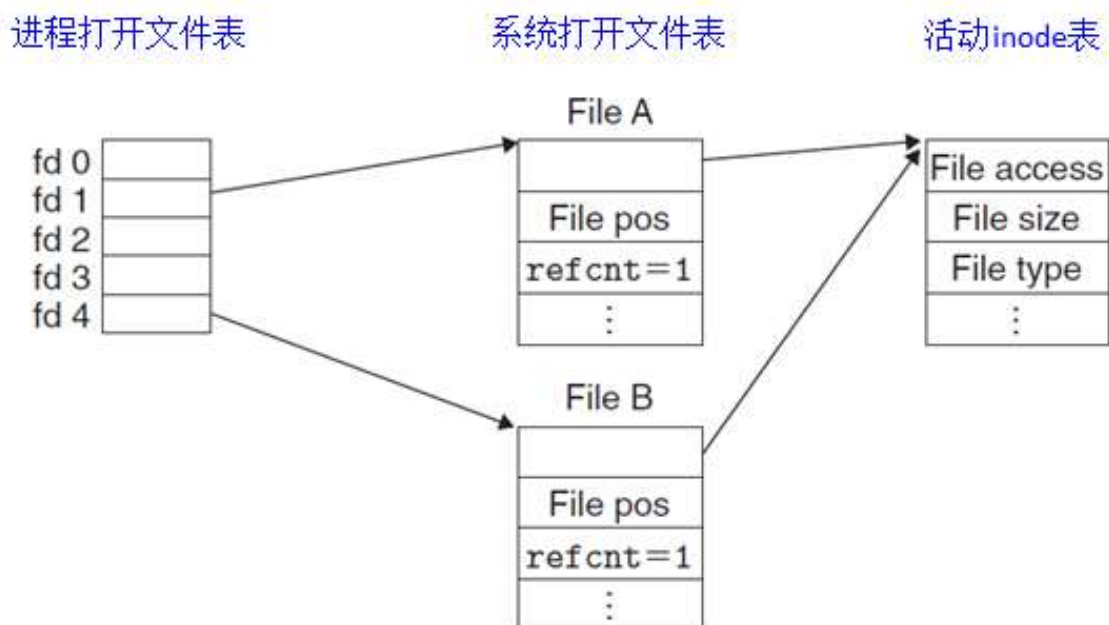 进程打开文件表
系统打开文件表
活动inode表
File A
fd 0
fd 1
fd 2
fd 3
fd 4
File pos
refcnt=1
⋮
File access
File size
File type
⋮
File B
File pos
refcnt=1
⋮